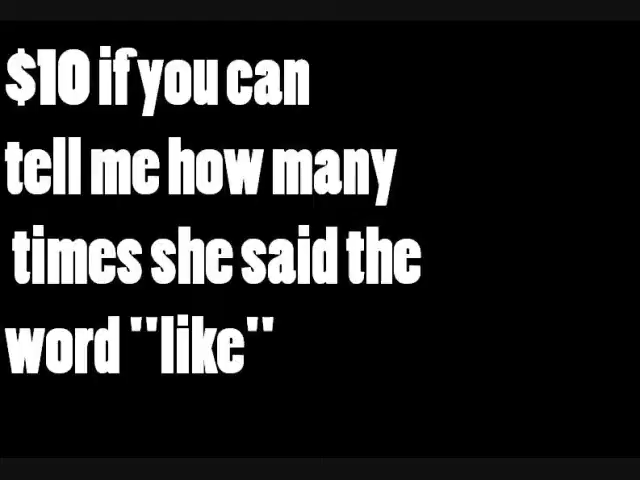 $10 if you can
tell me how many
times she said the
word "like"